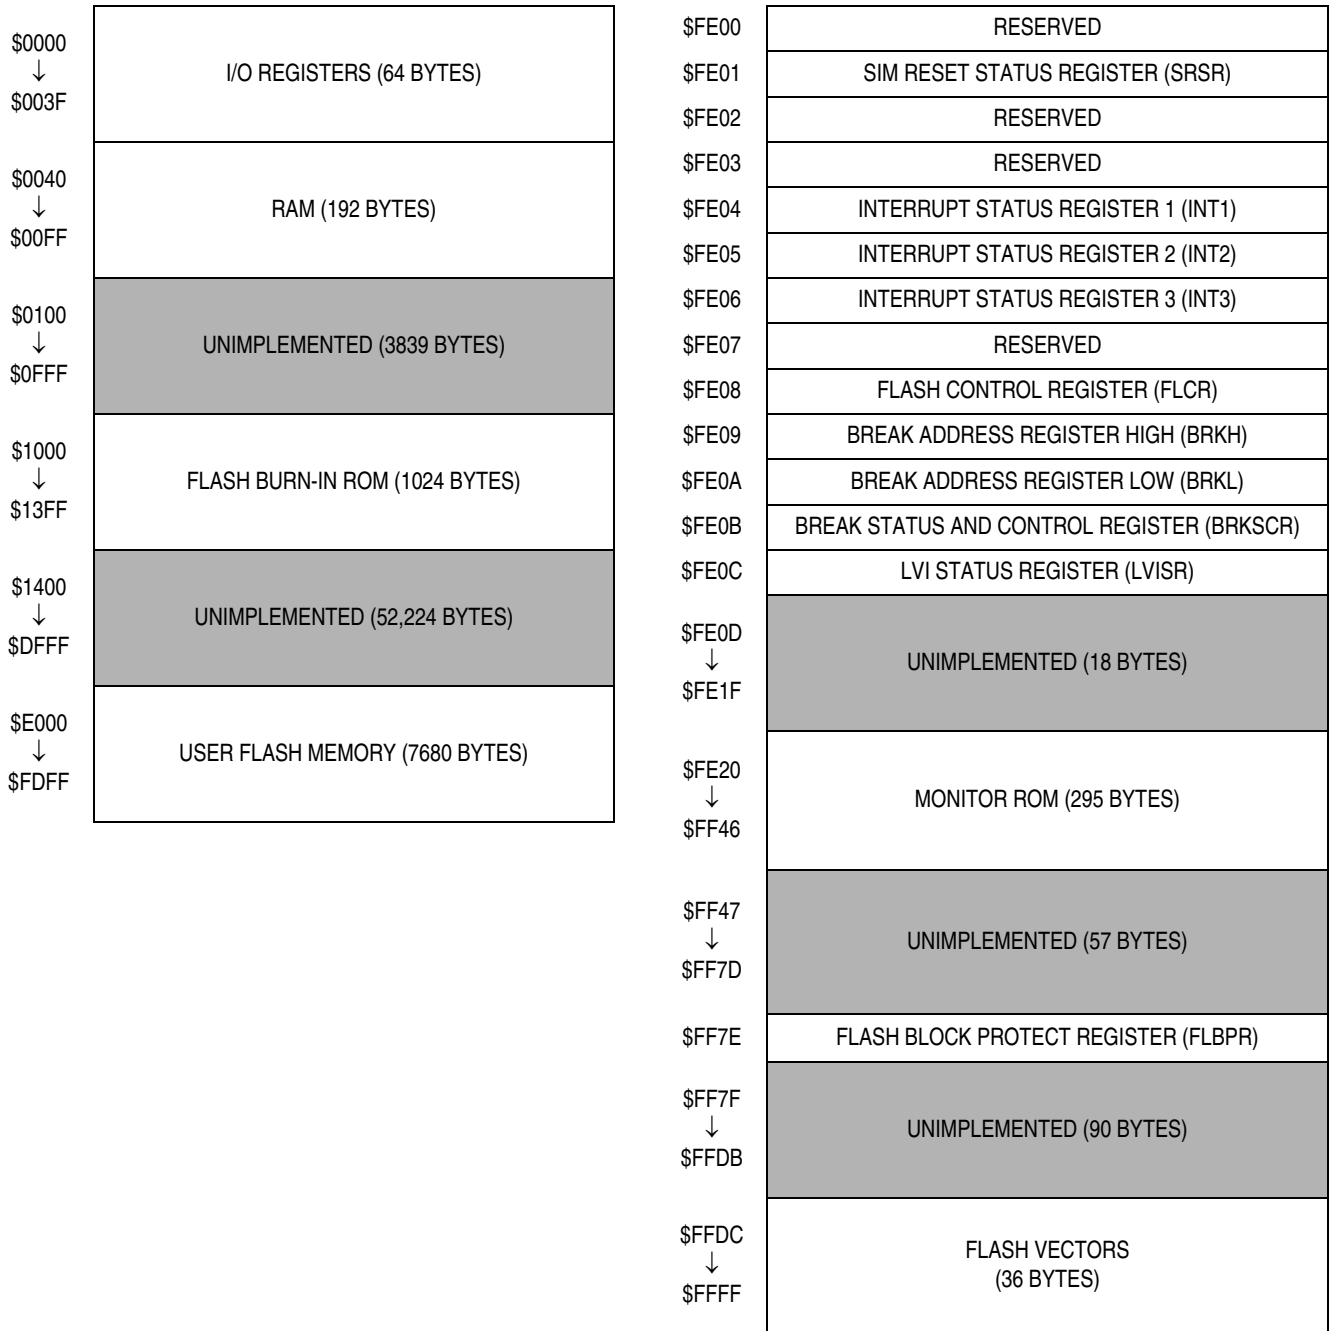 $0000
↓
$003F
I/O REGISTERS (64 BYTES)
$0040
↓
$00FF
RAM (192 BYTES)
$0100
↓
$0FFF
UNIMPLEMENTED (3839 BYTES)
$1000
↓
$13FF
FLASH BURN-IN ROM (1024 BYTES)
$1400
↓
$DFFF
UNIMPLEMENTED (52,224 BYTES)
$E000
↓
$FDFF
USER FLASH MEMORY (7680 BYTES)
$FE00 RESERVED
$FE01 SIM RESET STATUS REGISTER (SRSR)
$FE02 RESERVED
$FE03 RESERVED
$FE04 INTERRUPT STATUS REGISTER 1 (INT1)
$FE05 INTERRUPT STATUS REGISTER 2 (INT2)
$FE06 INTERRUPT STATUS REGISTER 3 (INT3)
$FE07 RESERVED
$FE08 FLASH CONTROL REGISTER (FLCR)
$FE09 BREAK ADDRESS REGISTER HIGH (BRKH)
$FE0A BREAK ADDRESS REGISTER LOW (BRKL)
$FE0B BREAK STATUS AND CONTROL REGISTER (BRKSCR)
$FE0C LVI STATUS REGISTER (LVISR)
$FE0D
↓
$FE1F
UNIMPLEMENTED (18 BYTES)
$FE20
↓
$FF46
MONITOR ROM (295 BYTES)
$FF47
↓
$FF7D
UNIMPLEMENTED (57 BYTES)
$FF7E FLASH BLOCK PROTECT REGISTER (FLBPR)
$FF7F
↓
$FFDB
UNIMPLEMENTED (90 BYTES)
$FFDC
↓
$FFFF
FLASH VECTORS
(36 BYTES)